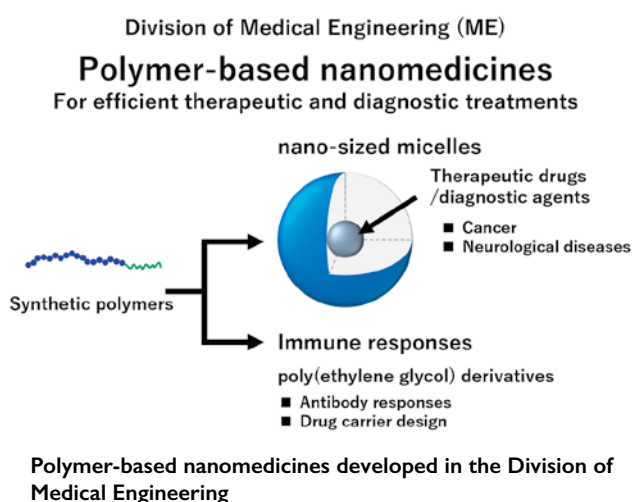 Division of Medical Engineering (ME)
Polymer-based nanomedicines
For efficient therapeutic and diagnostic treatments
nano-sized micelles
Therapeutic drugs
/diagnostic agents
■ Cancer
■ Neurological diseases
Synthetic polymers
Immune responses
poly(ethylene glycol) derivatives
■ Antibody responses
■ Drug carrier design
Polymer-based nanomedicines developed in the Division of
Medical Engineering